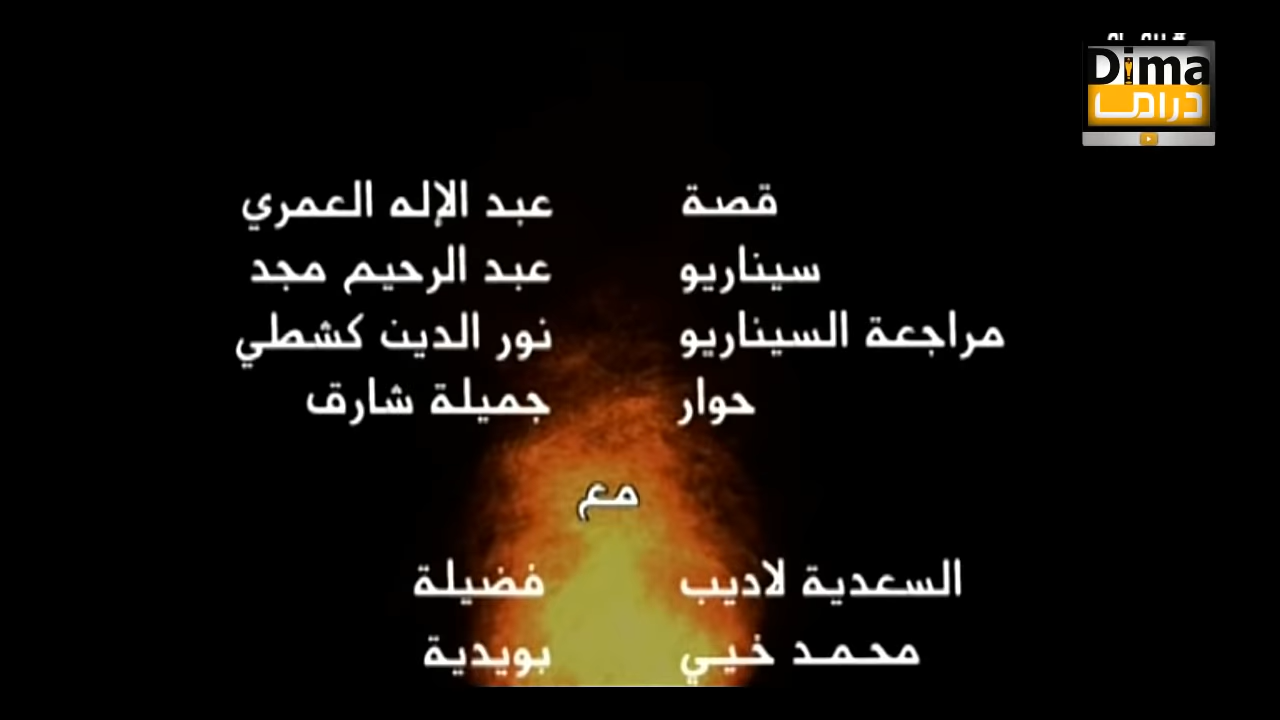 Dima
دراما
قصة عبد الإله العمري
سيناريو عبد الرحيم مجد
مراجعة السيناريو نور الدين كشطي
حوار جميلة شارق
مع
السعدية لاديب فضيلة
محمد خيي بويدية